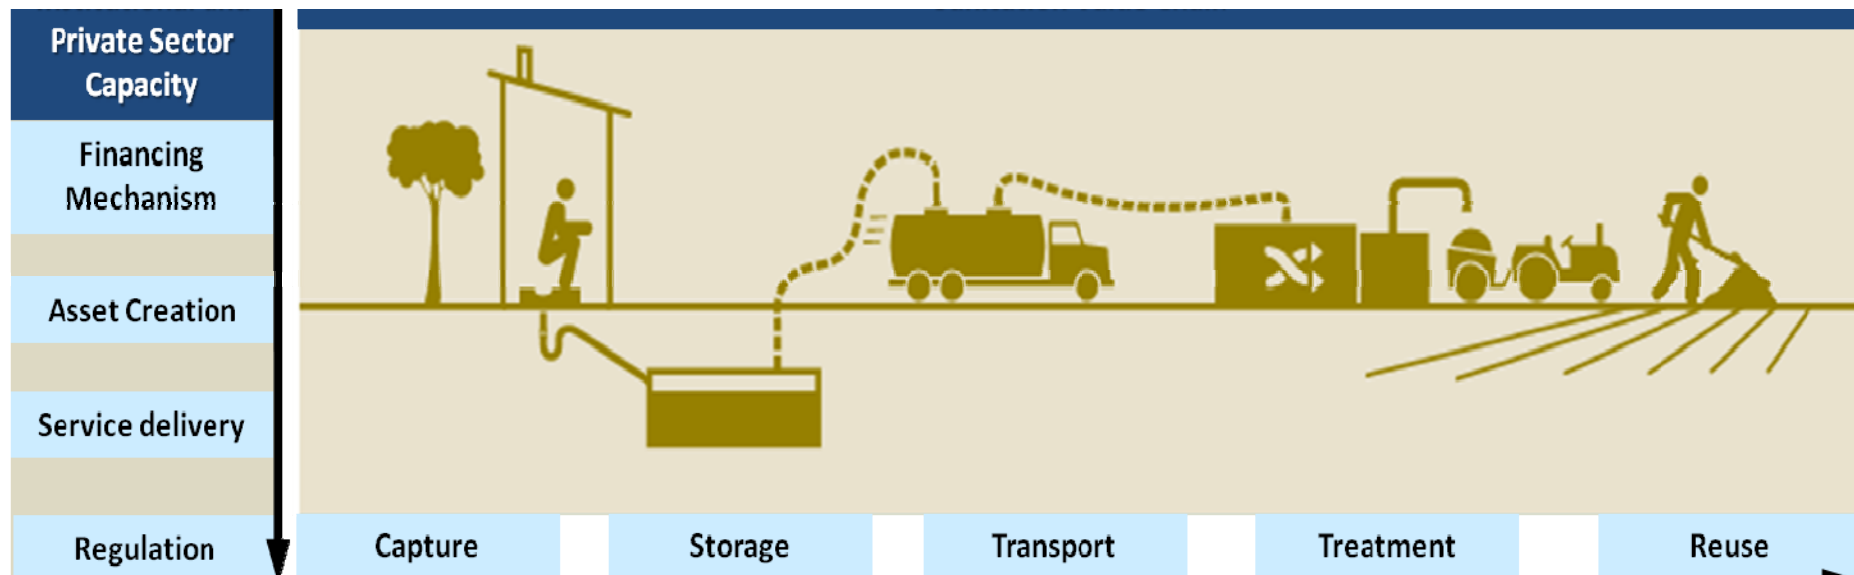 Private Sector
Capacity
Financing
Mechanism
Asset Creation
Service delivery
Regulation
Capture
Storage
Transport
Treatment
Reuse